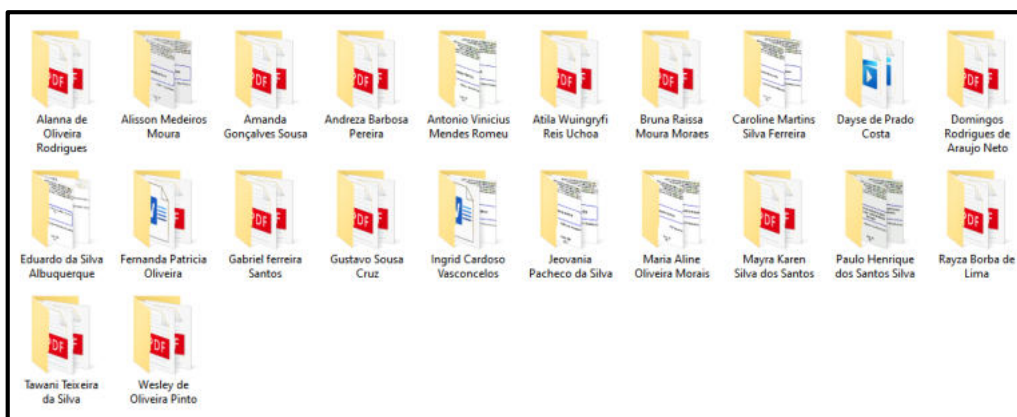 Alanna de Oliveira Rodrigues
Alisson Medeiros Moura
Amanda Gonçalves Sousa
Andreza Barbosa Pereira
Antonio Vinicius Mendes Romeu
Atila Wuingryfi Reis Uchoa
Bruna Raissa Moura Moraes
Caroline Martins Silva Ferreira
Dayse de Prado Costa
Domingos Rodrigues de Araujo Neto
Eduardo da Silva Albuquerque
Fernanda Patricia Oliveira
Gabriel ferreira Santos
Gustavo Sousa Cruz
Ingrid Cardoso Vasconcelos
Jeovania Pacheco da Silva
Maria Aline Oliveira Morais
Mayra Karen Silva dos Santos
Paulo Henrique dos Santos Silva
Rayza Borba de Lima
Tawani Teixeira da Silva
Wesley de Oliveira Pinto